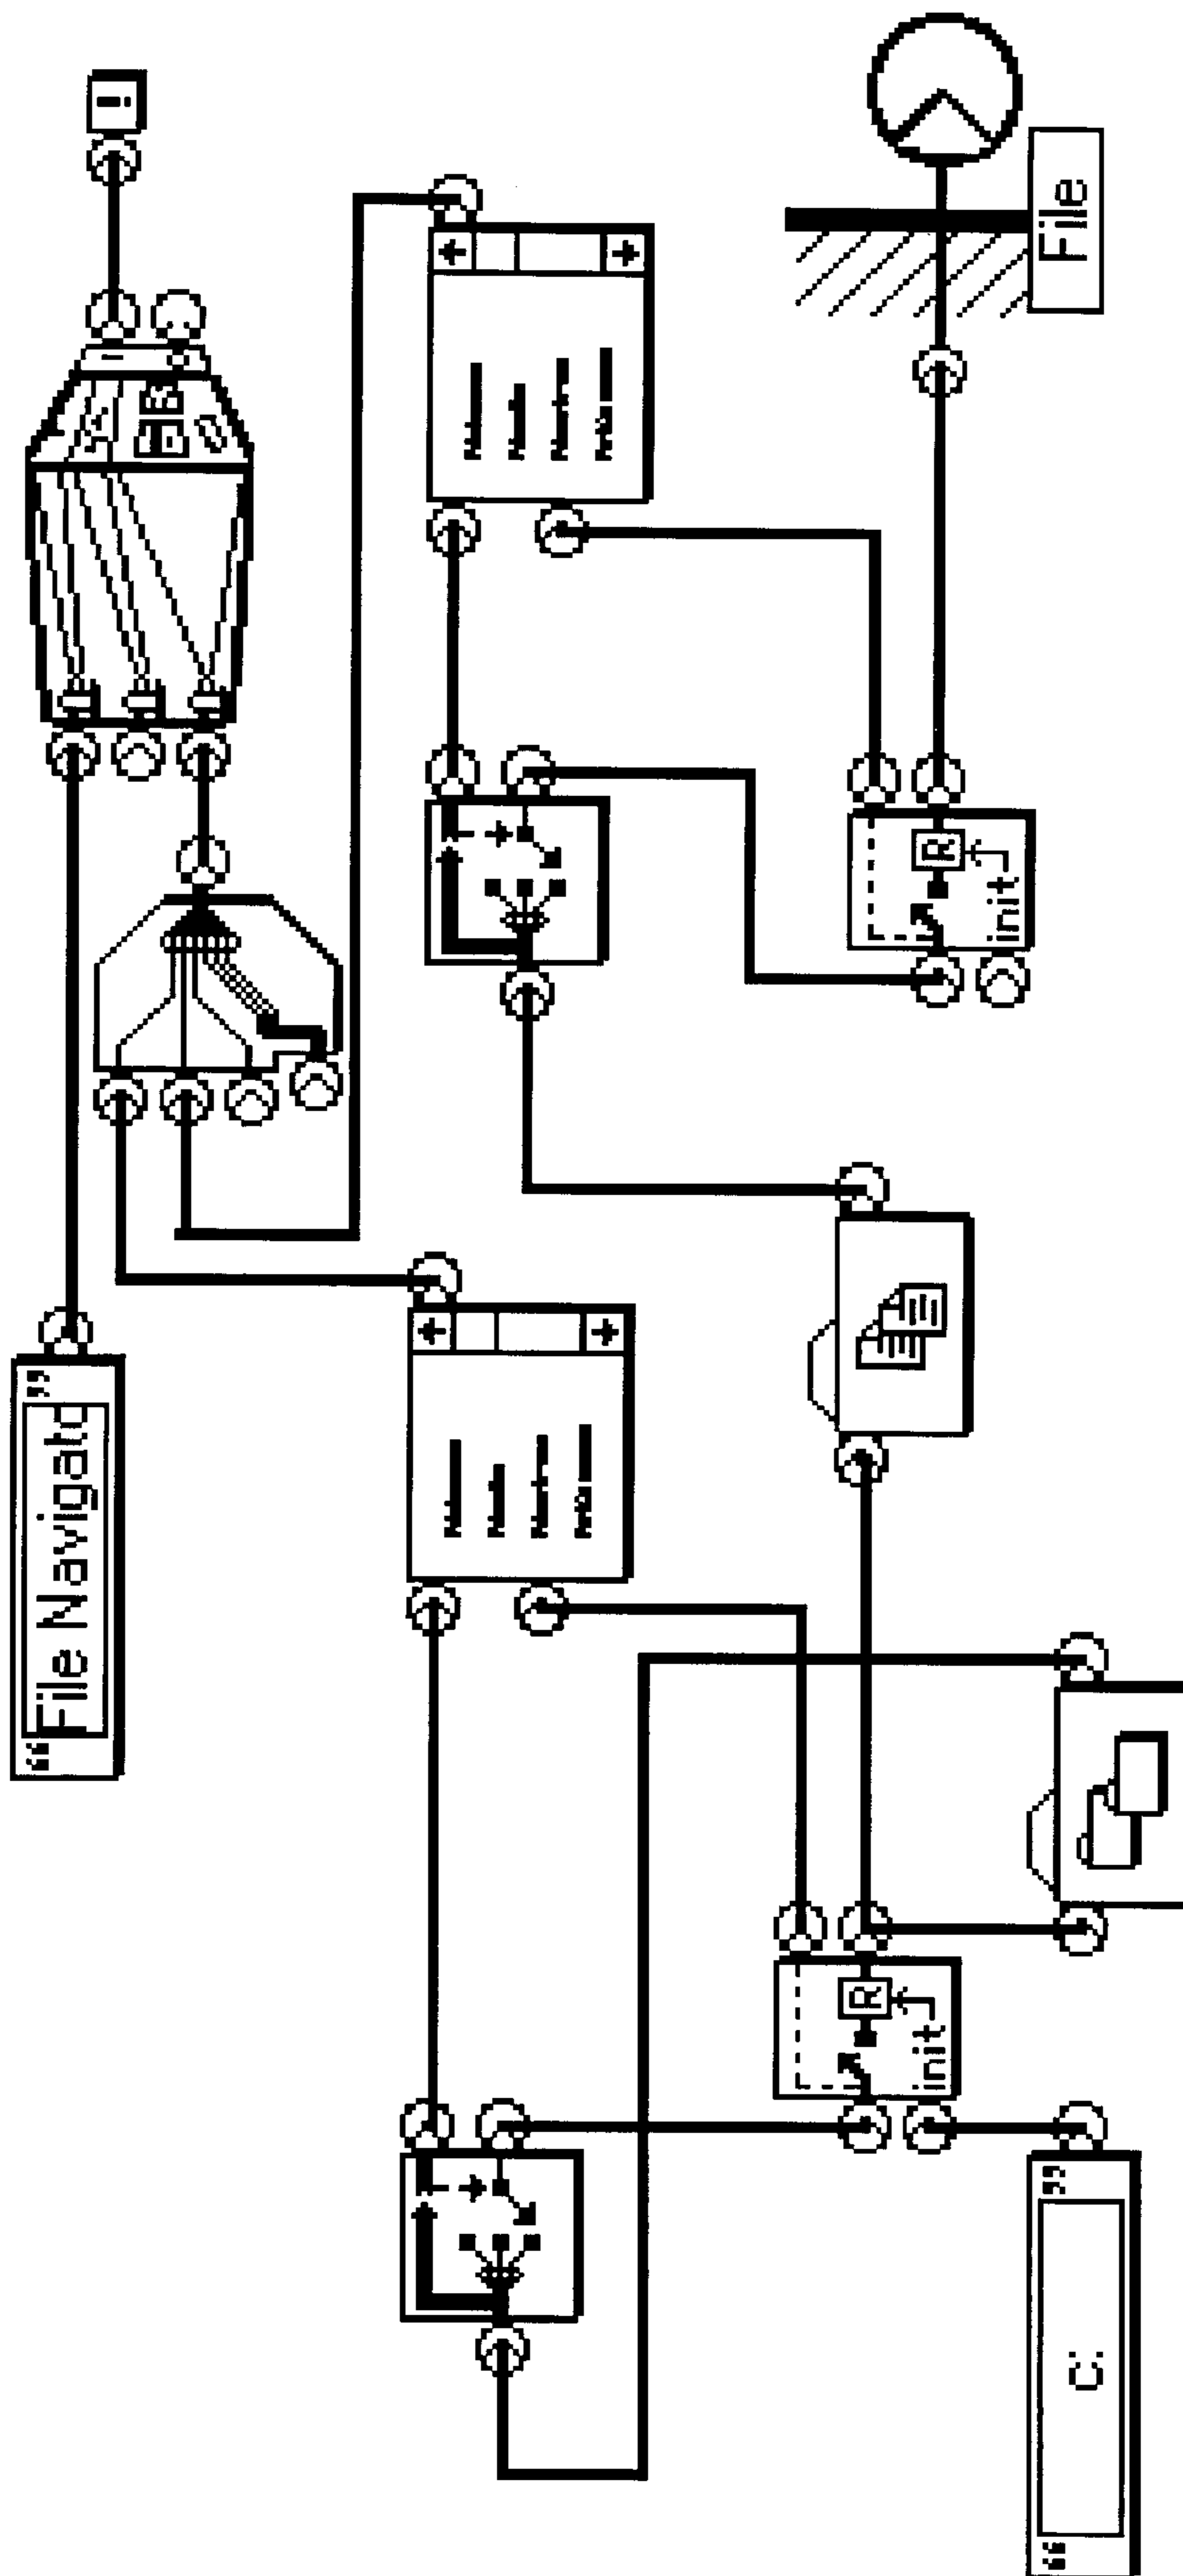 !
File
R
init
“File Navigato”
R
init
“C:”